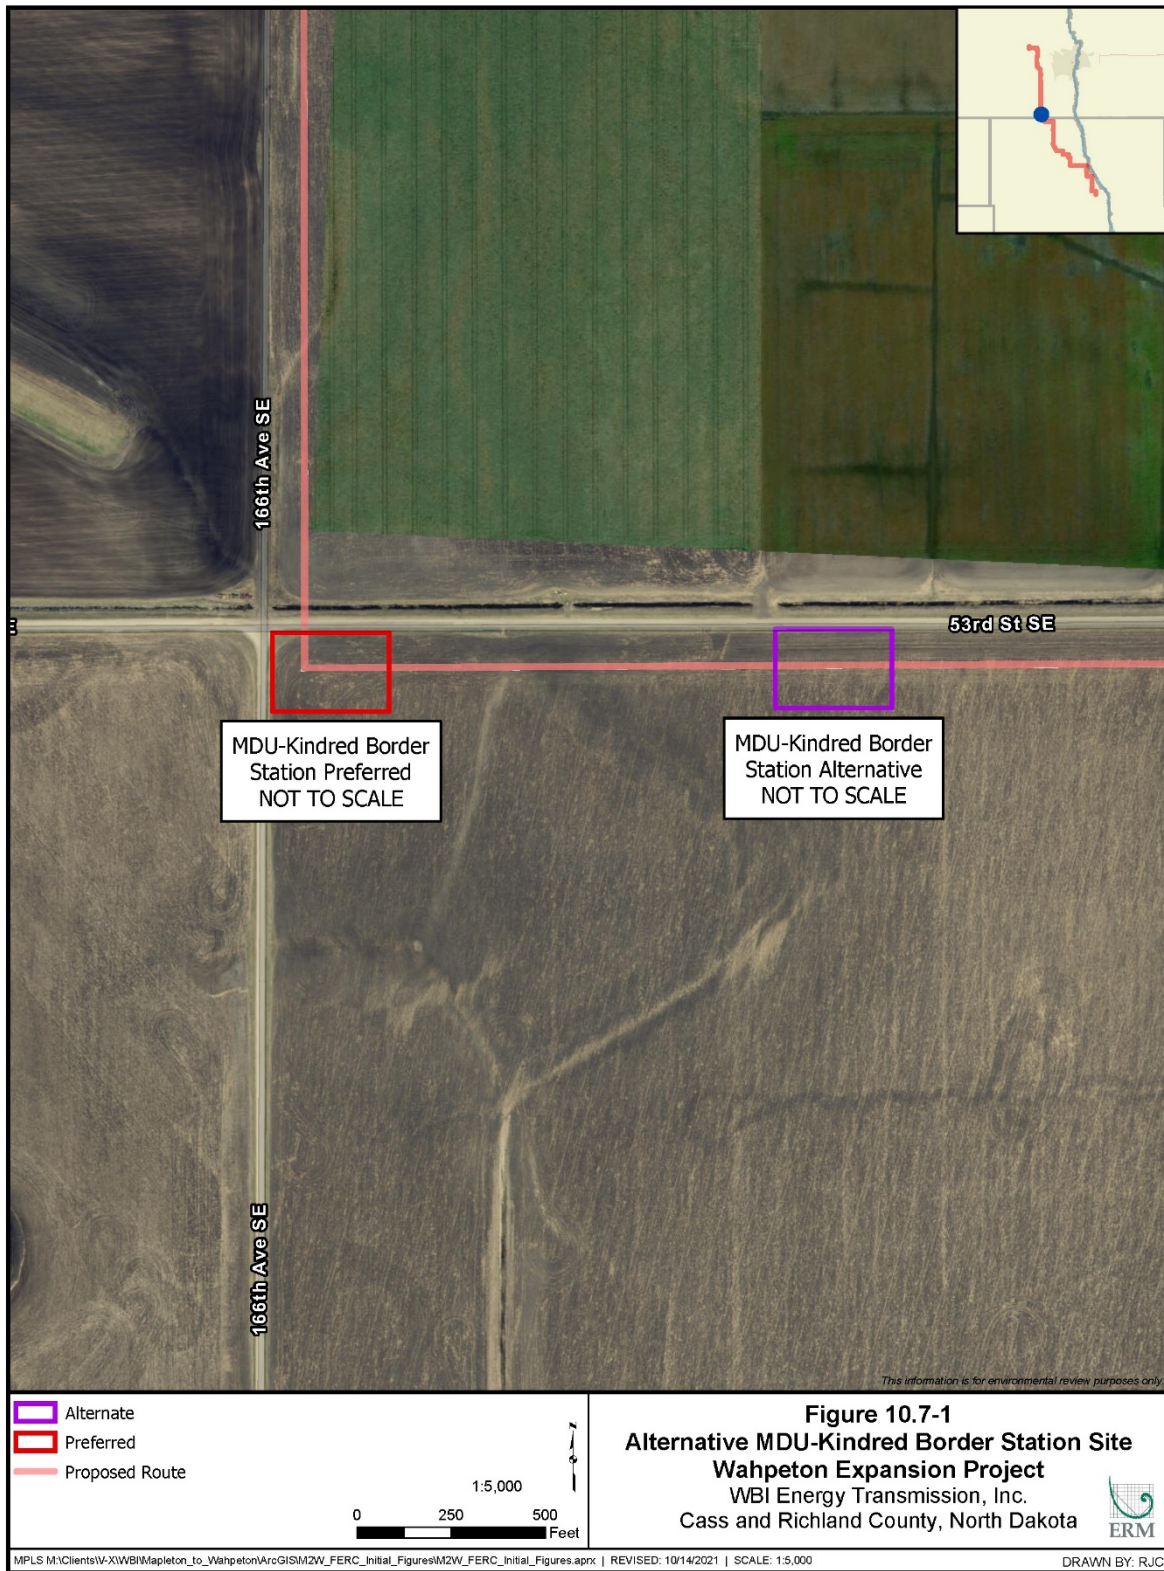 166th Ave SE
E
53rd St SE
MDU-Kindred Border
Station Preferred
NOT TO SCALE
MDU-Kindred Border
Station Alternative
NOT TO SCALE
166th Ave SE
This information is for environmental review purposes only.
Alternate
Preferred
Proposed Route
N
1:5,000
0 250 500
Feet
Figure 10.7-1
Alternative MDU-Kindred Border Station Site
Wahpeton Expansion Project
WBI Energy Transmission, Inc.
Cass and Richland County, North Dakota
ERM
MPLS M:\Clients\V-X\WBI\Mapleton_to_Wahpeton\ArcGIS\M2W_FERC_Initial_Figures\M2W_FERC_Initial_Figures.aprx | REVISED: 10/14/2021 | SCALE: 1:5,000
DRAWN BY: RJC